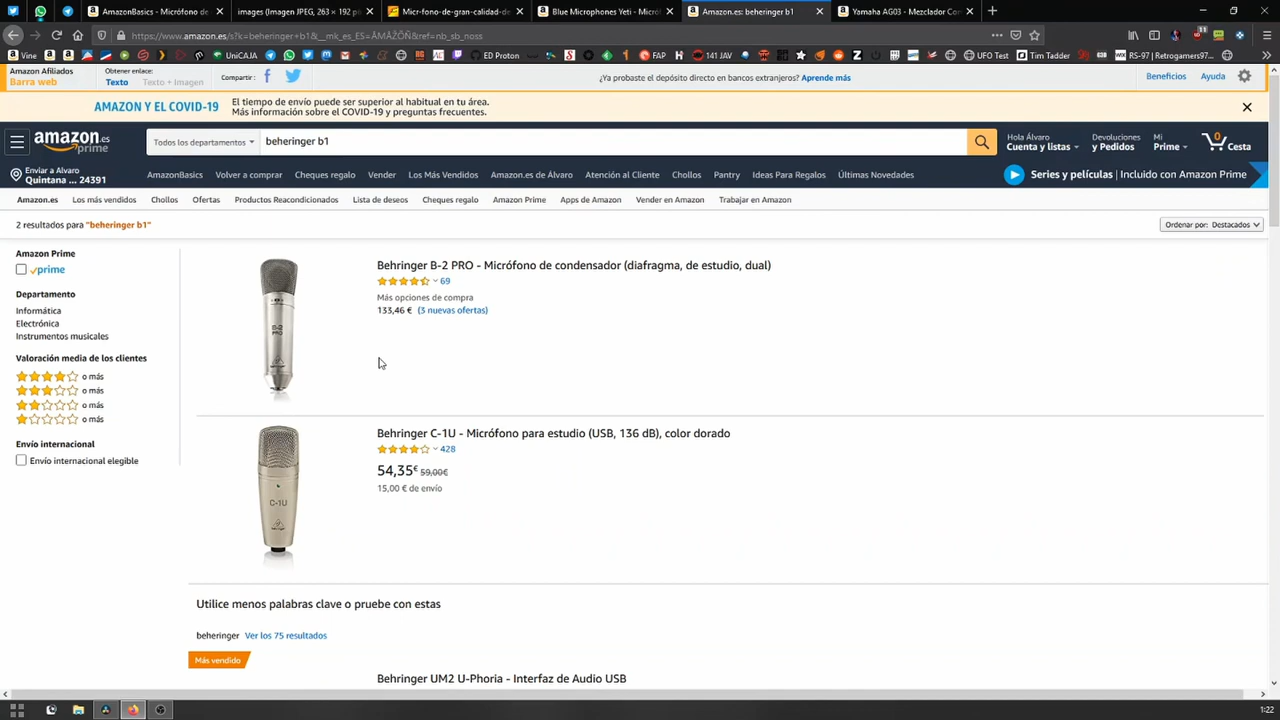 AmazonBasics - Micrófono de
images (Imagen JPEG, 263 × 192 p
Micr-fono-de-gran-calidad-de
Blue Microphones Yeti - Micró
Amazon.es: beheringer b1
Yamaha AG03 - Mezclador Co
https://www.amazon.es/s?k=beheringer+b1&__mk_es_ES=ÅMÅŽÕÑ&ref=nb_sb_noss
Vine
UniCAJA
ED Proton
FAP
141 JAV
UFO Test
Tim Tadder
RS-97 | Retrogamers97...
Amazon Afiliados
Barra web
Obtener enlace:
Texto
Texto + Imagen
Compartir :
¿Ya probaste el depósito directo en bancos extranjeros? Aprende más
Beneficios
Ayuda
AMAZON Y EL COVID-19
El tiempo de envío puede ser superior al habitual en tu área.
Más información sobre el COVID-19 y preguntas frecuentes.
amazon.es
prime
Todos los departamentos
beheringer b1
Hola Álvaro
Cuenta y listas
Devoluciones
y Pedidos
Mi
Prime
0
Cesta
Enviar a Alvaro
Quintana ... 24391
AmazonBasics
Volver a comprar
Cheques regalo
Vender
Los Más Vendidos
Amazon.es de Álvaro
Atención al Cliente
Chollos
Pantry
Ideas Para Regalos
Últimas Novedades
Series y películas | Incluido con Amazon Prime
Amazon.es
Los más vendidos
Chollos
Ofertas
Productos Reacondicionados
Lista de deseos
Cheques regalo
Amazon Prime
Apps de Amazon
Vender en Amazon
Trabajar en Amazon
2 resultados para "beheringer b1"
Ordenar por: Destacados
Amazon Prime
prime
Departamento
Informática
Electrónica
Instrumentos musicales
Valoración media de los clientes
o más
o más
o más
o más
Envío internacional
Envío internacional elegible
B-2
PRO
Behringer B-2 PRO - Micrófono de condensador (diafragma, de estudio, dual)
69
Más opciones de compra
133,46 € (3 nuevas ofertas)
C-1U
Behringer C-1U - Micrófono para estudio (USB, 136 dB), color dorado
428
54,35€ 59,00€
15,00 € de envío
Utilice menos palabras clave o pruebe con estas
beheringer Ver los 75 resultados
Más vendido
Behringer UM2 U-Phoria - Interfaz de Audio USB
1:22